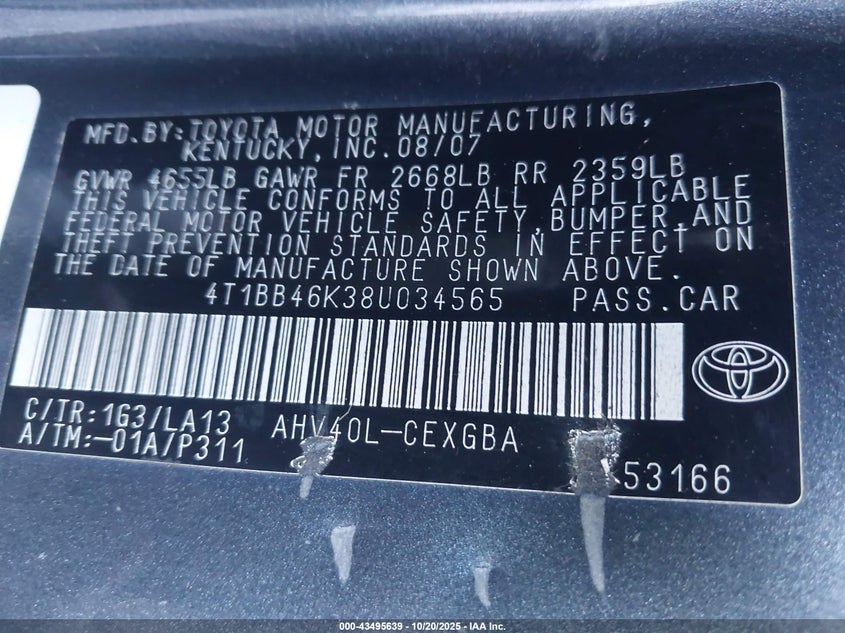 MFD.BY:TOYOTA MOTOR MANUFACTURING,
KENTUCKY,INC.08/07
GVWR 4655LB GAWR FR 2668LB RR 2359LB
THIS VEHICLE CONFORMS TO ALL APPLICABLE
FEDERAL MOTOR VEHICLE SAFETY,BUMPER,AND
THEFT PREVENTION STANDARDS IN EFFECT ON
THE DATE OF MANUFACTURE SHOWN ABOVE.
4T1BB46K38U034565 PASS.CAR
C/TR:1G3/LA13 AHV40L-CEXGBA
A/TM:-01A/P311 53166
000-43495639 | 10/20/2025 - IAA Inc.